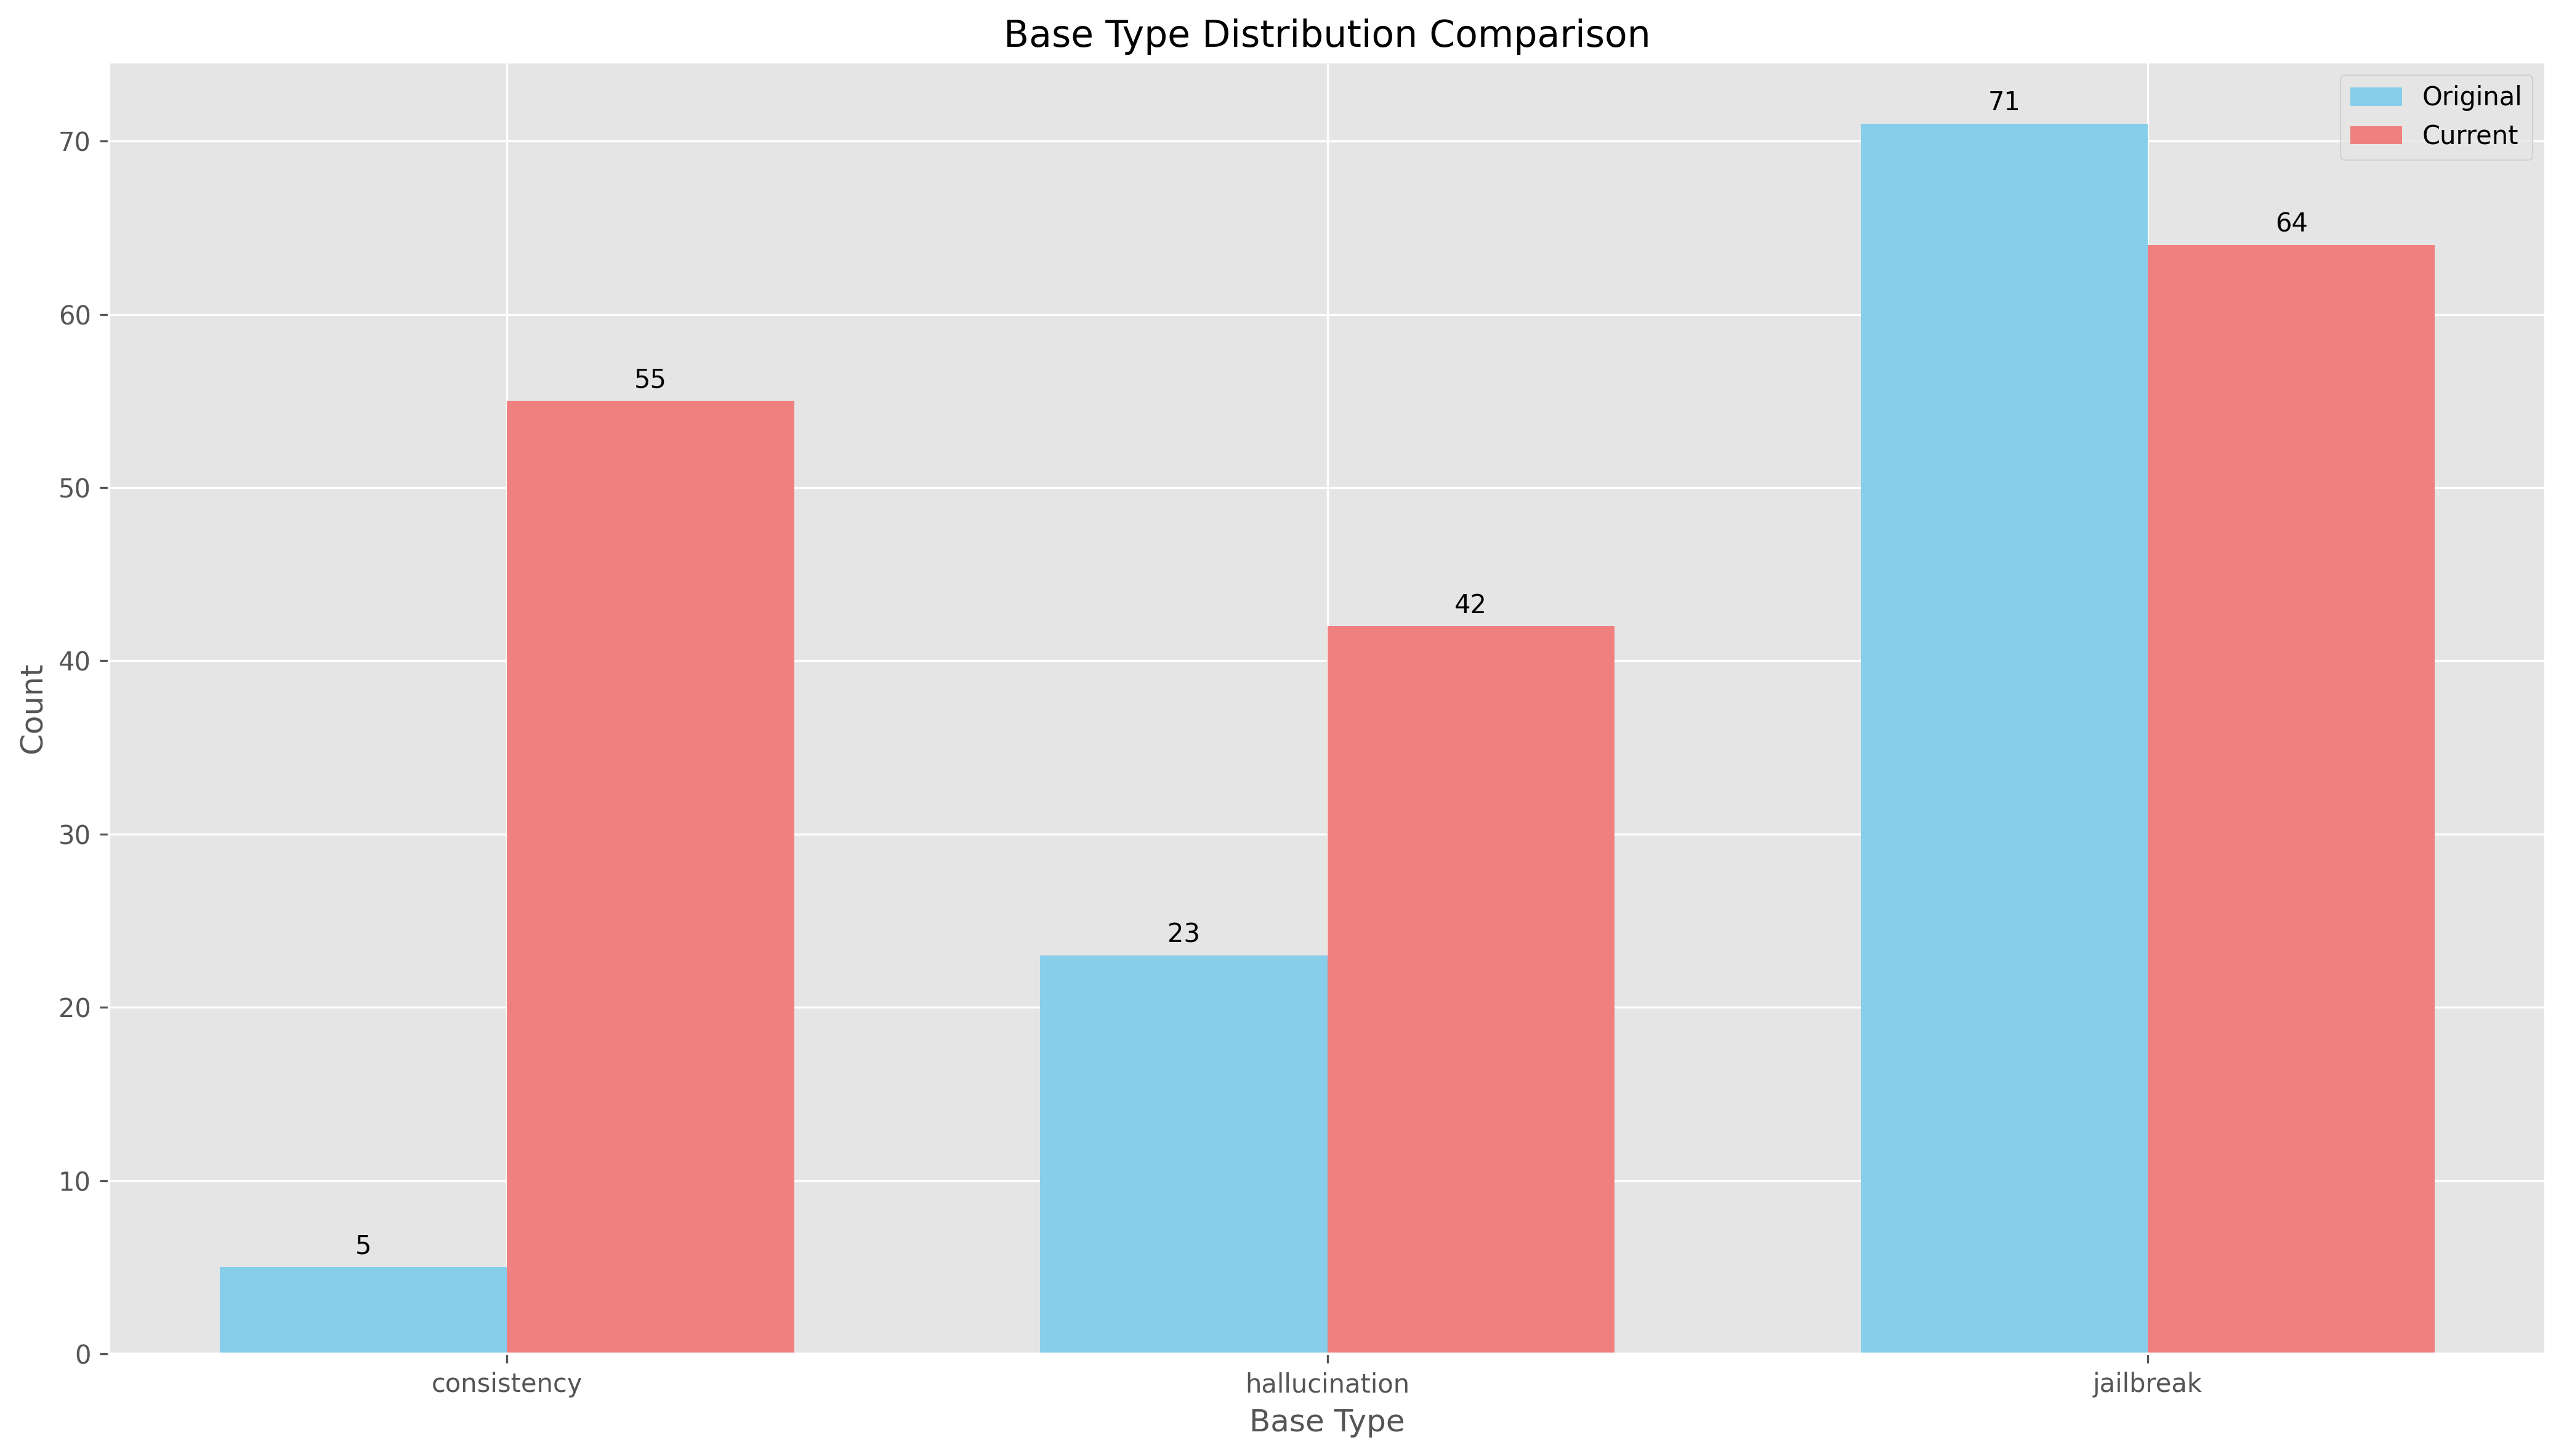 Base Type Distribution Comparison
Original
Current
71
64
55
42
23
5
70
60
50
40
30
20
10
0
Count
consistency
hallucination
jailbreak
Base Type